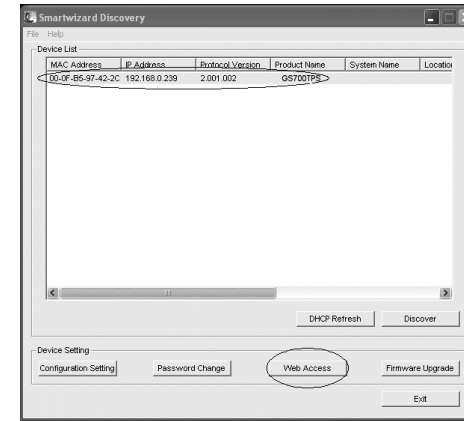 Smartwizard Discovery
File Help
Device List
MAC Address IP Address Protocol Version Product Name System Name Location
00-0F-B5-97-42-2C 192.168.0.239 2.001.002 GS700TPS
DHCP Refresh Discover
Device Setting
Configuration Setting Password Change Web Access Firmware Upgrade
Exit